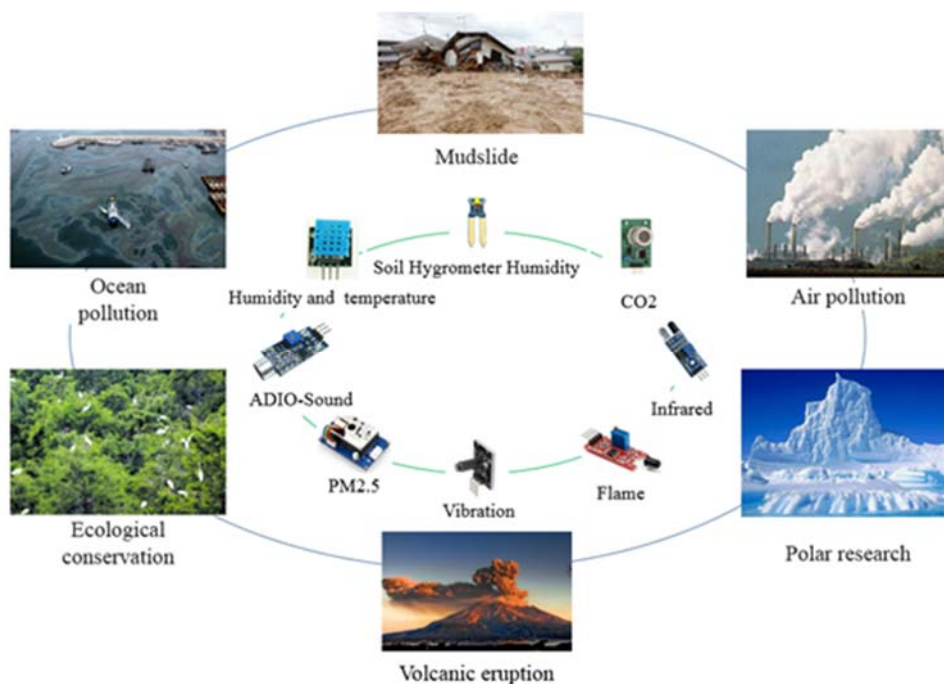 Mudslide
Ocean
pollution
Air pollution
Soil Hygrometer Humidity
Humidity and temperature
CO2
ADIO-Sound
Infrared
PM2.5
Vibration
Flame
Ecological
conservation
Polar research
Volcanic eruption